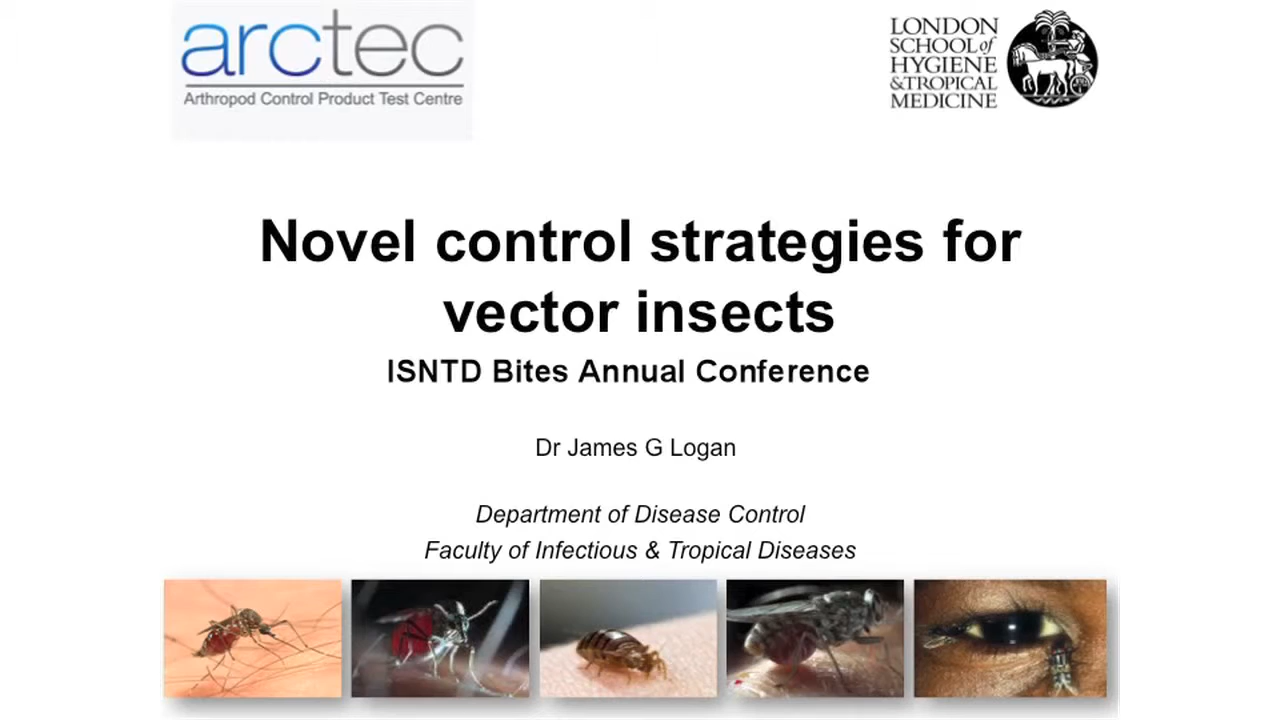 arctec
Arthropod Control Product Test Centre
LONDON
SCHOOL of
HYGIENE
& TROPICAL
MEDICINE
Novel control strategies for
vector insects
ISNTD Bites Annual Conference
Dr James G Logan
Department of Disease Control
Faculty of Infectious & Tropical Diseases